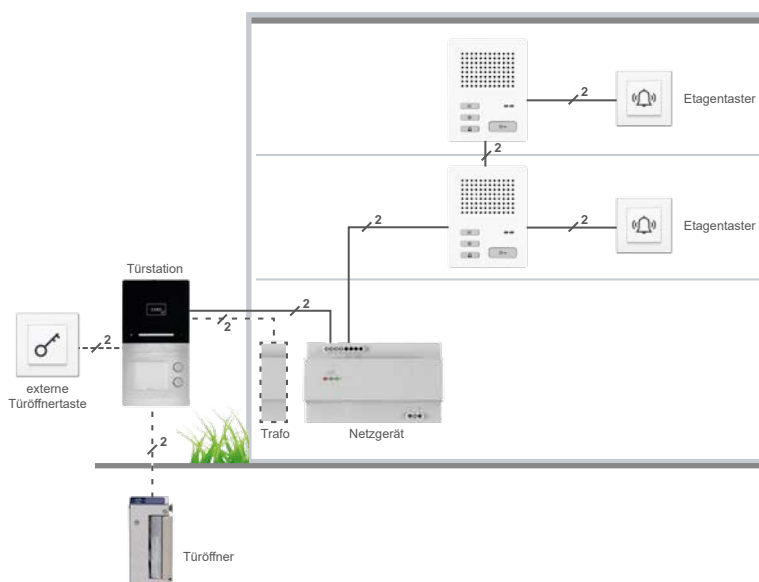 2
Etagentaster
2
2
2
Etagentaster
Türstation
2
2
2
externe
Türöffnertaste
Trafo
Netzgerät
2
Türöffner